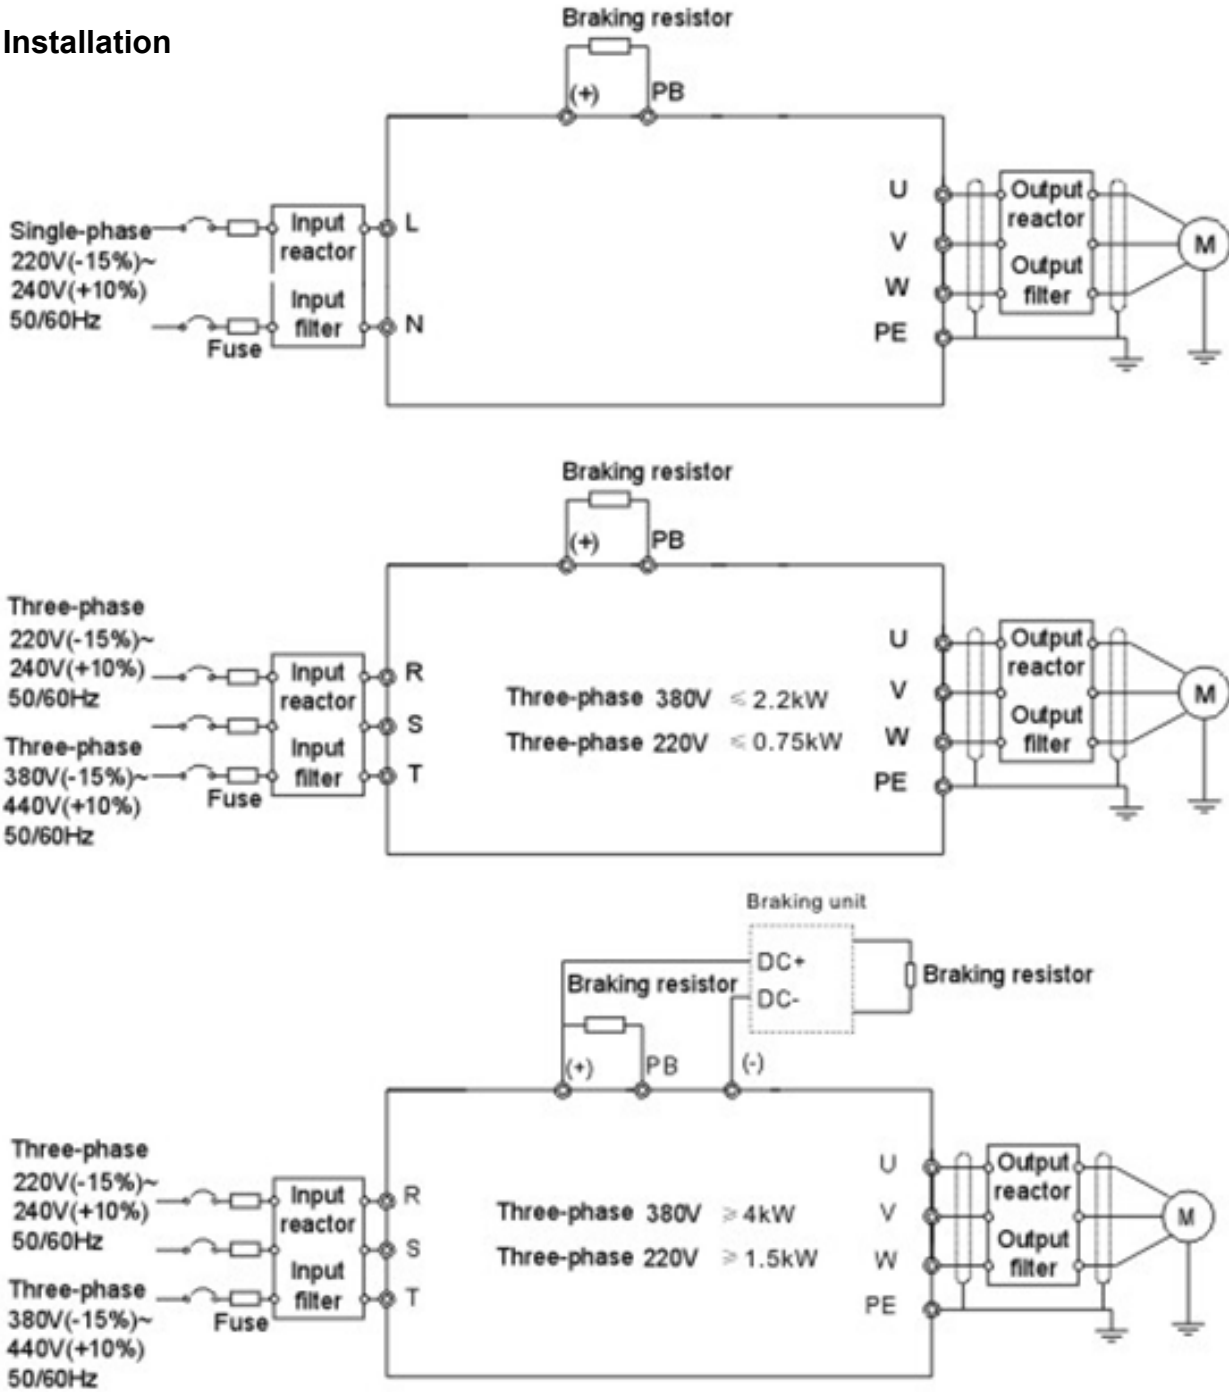 Installation
Braking resistor
(+)
PB
Single-phase
220V(-15%)~
240V(+10%)
50/60Hz
Fuse
Input
reactor
Input
filter
L
N
U
V
W
PE
Output
reactor
Output
filter
M
Braking resistor
(+)
PB
Three-phase
220V(-15%)~
240V(+10%)
50/60Hz
Three-phase
380V(-15%)~
440V(+10%)
50/60Hz
Fuse
Input
reactor
Input
filter
R
S
T
Three-phase 380V ≤ 2.2kW
Three-phase 220V ≤ 0.75kW
U
V
W
PE
Output
reactor
Output
filter
M
Braking unit
DC+
DC-
Braking resistor
Braking resistor
(+)
PB
(-)
Three-phase
220V(-15%)~
240V(+10%)
50/60Hz
Three-phase
380V(-15%)~
440V(+10%)
50/60Hz
Fuse
Input
reactor
Input
filter
R
S
T
Three-phase 380V ≥ 4kW
Three-phase 220V ≥ 1.5kW
U
V
W
PE
Output
reactor
Output
filter
M